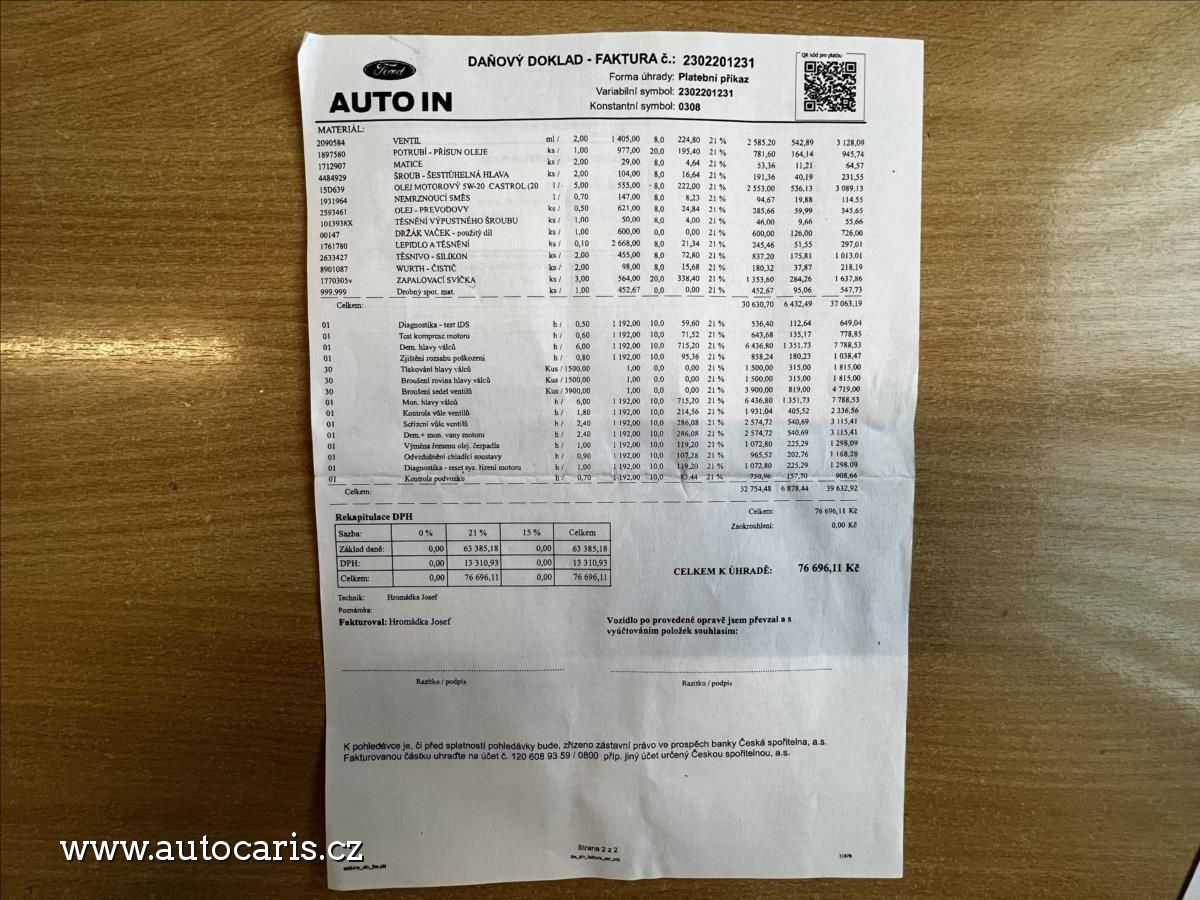 DAŇOVÝ DOKLAD - FAKTURA č.: 2302201231
QR kód pro platbu
Ford
Forma úhrady: Platební příkaz
AUTO IN
Variabilní symbol: 2302201231
Konstantní symbol: 0308
MATERIÁL:
2090584 VENTIL ml / 2,00 1 405,00 8,0 224,80 21 % 2 585,20 542,89 3 128,09
1897580 POTRUBÍ - PŘÍSUN OLEJE ks / 1,00 977,00 20,0 195,40 21 % 781,60 164,14 945,74
1712907 MATICE ks / 2,00 29,00 8,0 4,64 21 % 53,36 11,21 64,57
4484929 ŠROUB - ŠESTIÚHELNÁ HLAVA ks / 2,00 104,00 8,0 16,64 21 % 191,36 40,19 231,55
15D639 OLEJ MOTOROVÝ 5W-20 CASTROL (20 l / 5,00 555,00 8,0 222,00 21 % 2 553,00 536,13 3 089,13
1931964 NEMRZNOUCÍ SMĚS l / 0,70 147,00 8,0 8,23 21 % 94,67 19,88 114,55
2593461 OLEJ - PREVODOVY ks / 0,50 621,00 8,0 24,84 21 % 285,66 59,99 345,65
101393RX TĚSNĚNÍ VÝPUSTNÉHO ŠROUBU ks / 1,00 50,00 8,0 4,00 21 % 46,00 9,66 55,66
00147 DRŽÁK VAČEK - použitý díl ks / 1,00 600,00 0,0 0,00 21 % 600,00 126,00 726,00
1761780 LEPIDLO A TĚSNĚNÍ ks / 0,10 2 668,00 8,0 21,34 21 % 245,46 51,55 297,01
2633427 TĚSNIVO - SILIKON ks / 2,00 455,00 8,0 72,80 21 % 837,20 175,81 1 013,01
8901087 WURTH - ČISTIČ ks / 2,00 98,00 8,0 15,68 21 % 180,32 37,87 218,19
1770305v ZAPALOVACÍ SVÍČKA ks / 3,00 564,00 20,0 338,40 21 % 1 353,60 284,26 1 637,86
999.999 Drobný spot. mat. ks / 1,00 452,67 0,0 0,00 21 % 452,67 95,06 547,73
Celkem: 30 630,70 6 432,49 37 063,19
01 Diagnostika - test IDS h / 0,50 1 192,00 10,0 59,60 21 % 536,40 112,64 649,04
01 Test kompresc motoru h / 0,60 1 192,00 10,0 71,52 21 % 643,68 135,17 778,85
01 Dem. hlavy válců h / 6,00 1 192,00 10,0 715,20 21 % 6 436,80 1 351,73 7 788,53
01 Zjištění rozsahu poškození h / 0,80 1 192,00 10,0 95,36 21 % 858,24 180,23 1 038,47
30 Tlakování hlavy válců Kus / 1500,00 1,00 0,0 0,00 21 % 1 500,00 315,00 1 815,00
30 Broušení rovina hlavy válců Kus / 1500,00 1,00 0,0 0,00 21 % 1 500,00 315,00 1 815,00
30 Broušení sedel ventilů Kus / 3900,00 1,00 0,0 0,00 21 % 3 900,00 819,00 4 719,00
01 Mon. hlavy válců h / 6,00 1 192,00 10,0 715,20 21 % 6 436,80 1 351,73 7 788,53
01 Kontrola vůle ventilů h / 1,80 1 192,00 10,0 214,56 21 % 1 931,04 405,52 2 336,56
01 Seřízení vůle ventilů h / 2,40 1 192,00 10,0 286,08 21 % 2 574,72 540,69 3 115,41
01 Dem.+ mon. vany motoru h / 2,40 1 192,00 10,0 286,08 21 % 2 574,72 540,69 3 115,41
01 Výměna řemenu olej. čerpadla h / 1,00 1 192,00 10,0 119,20 21 % 1 072,80 225,29 1 298,09
01 Odvzdušnění chladící soustavy h / 0,90 1 192,00 10,0 107,28 21 % 965,52 202,76 1 168,28
01 Diagnostika - reset sys. řízení motoru h / 1,00 1 192,00 10,0 119,20 21 % 1 072,80 225,29 1 298,09
01 Kontrola podvozku h / 0,70 1 192,00 10,0 83,44 21 % 750,96 157,70 908,66
Celkem: 32 754,48 6 878,44 39 632,92
Celkem: 76 696,11 Kč
Rekapitulace DPH
Zaokrouhlení: 0,00 Kč
Sazba: 0 % 21 % 15 % Celkem
Základ daně: 0,00 63 385,18 0,00 63 385,18
DPH: 0,00 13 310,93 0,00 13 310,93
CELKEM K ÚHRADĚ: 76 696,11 Kč
Celkem: 0,00 76 696,11 0,00 76 696,11
Technik: Hromádka Josef
Poznámka:
Fakturoval: Hromádka Josef
Vozidlo po provedené opravě jsem převzal a s
vyúčtováním položek souhlasím:
Razítko / podpis Razítko / podpis
K pohledávce je, či před splatností pohledávky bude, zřízeno zástavní právo ve prospěch banky Česká spořitelna, a.s.
Fakturovanou částku uhraďte na účet č. 120 608 93 59 / 0800 příp. jiný účet určený Českou spořitelnou, a.s.
Strana 2 z 2
www.autocaris.cz